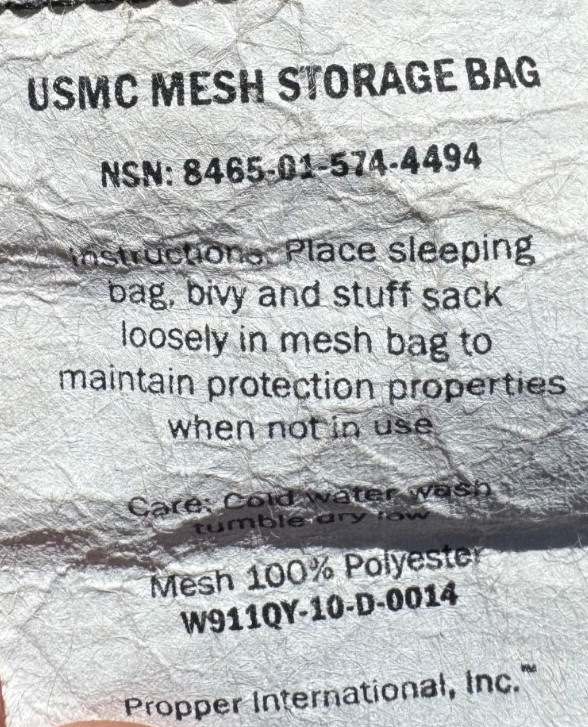 USMC MESH STORAGE BAG
NSN: 8465-01-574-4494
Instructions: Place sleeping
bag, bivy and stuff sack
loosely in mesh bag to
maintain protection properties
when not in use
Care: Cold water wash
tumble dry low
Mesh 100% Polyester
W911QY-10-D-0014
Propper International, Inc.™